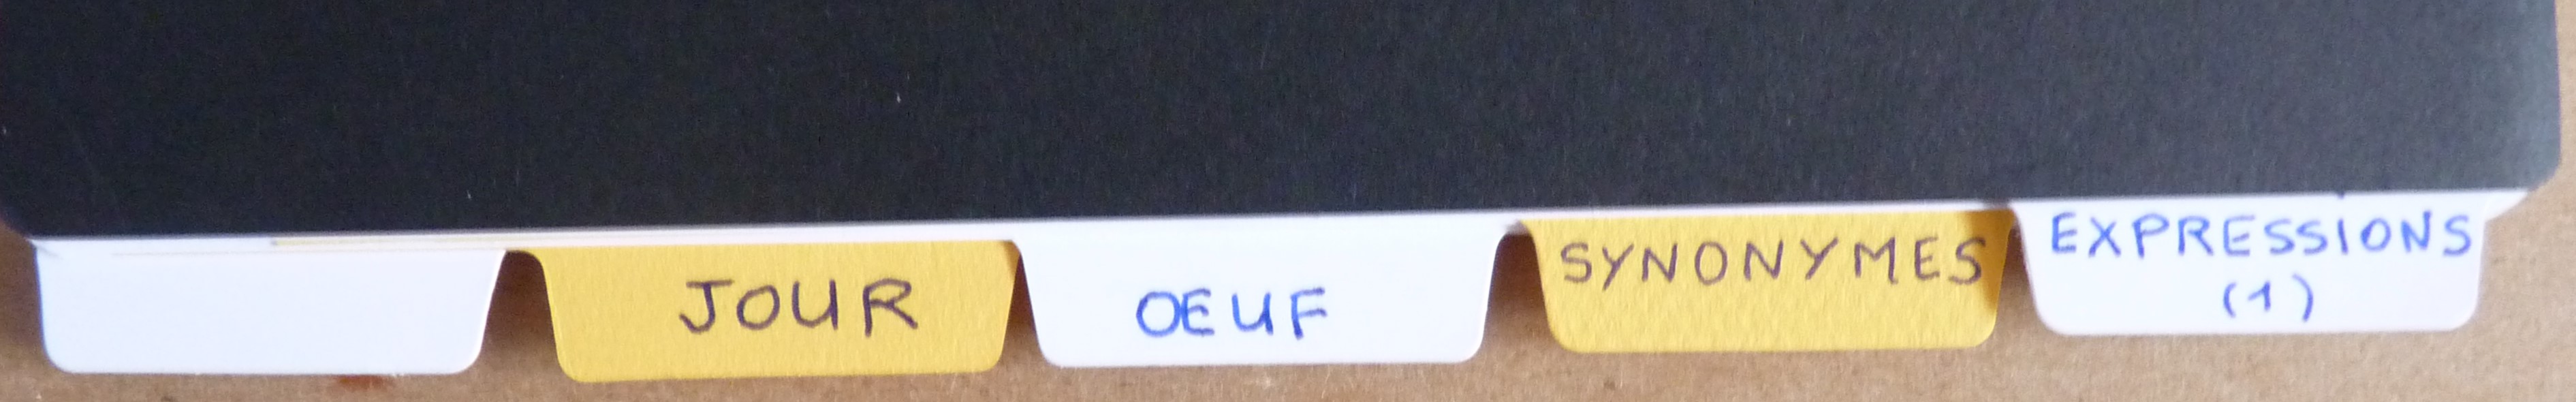 JOUR
OEUF
SYNONYMES
EXPRESSIONS
(1)